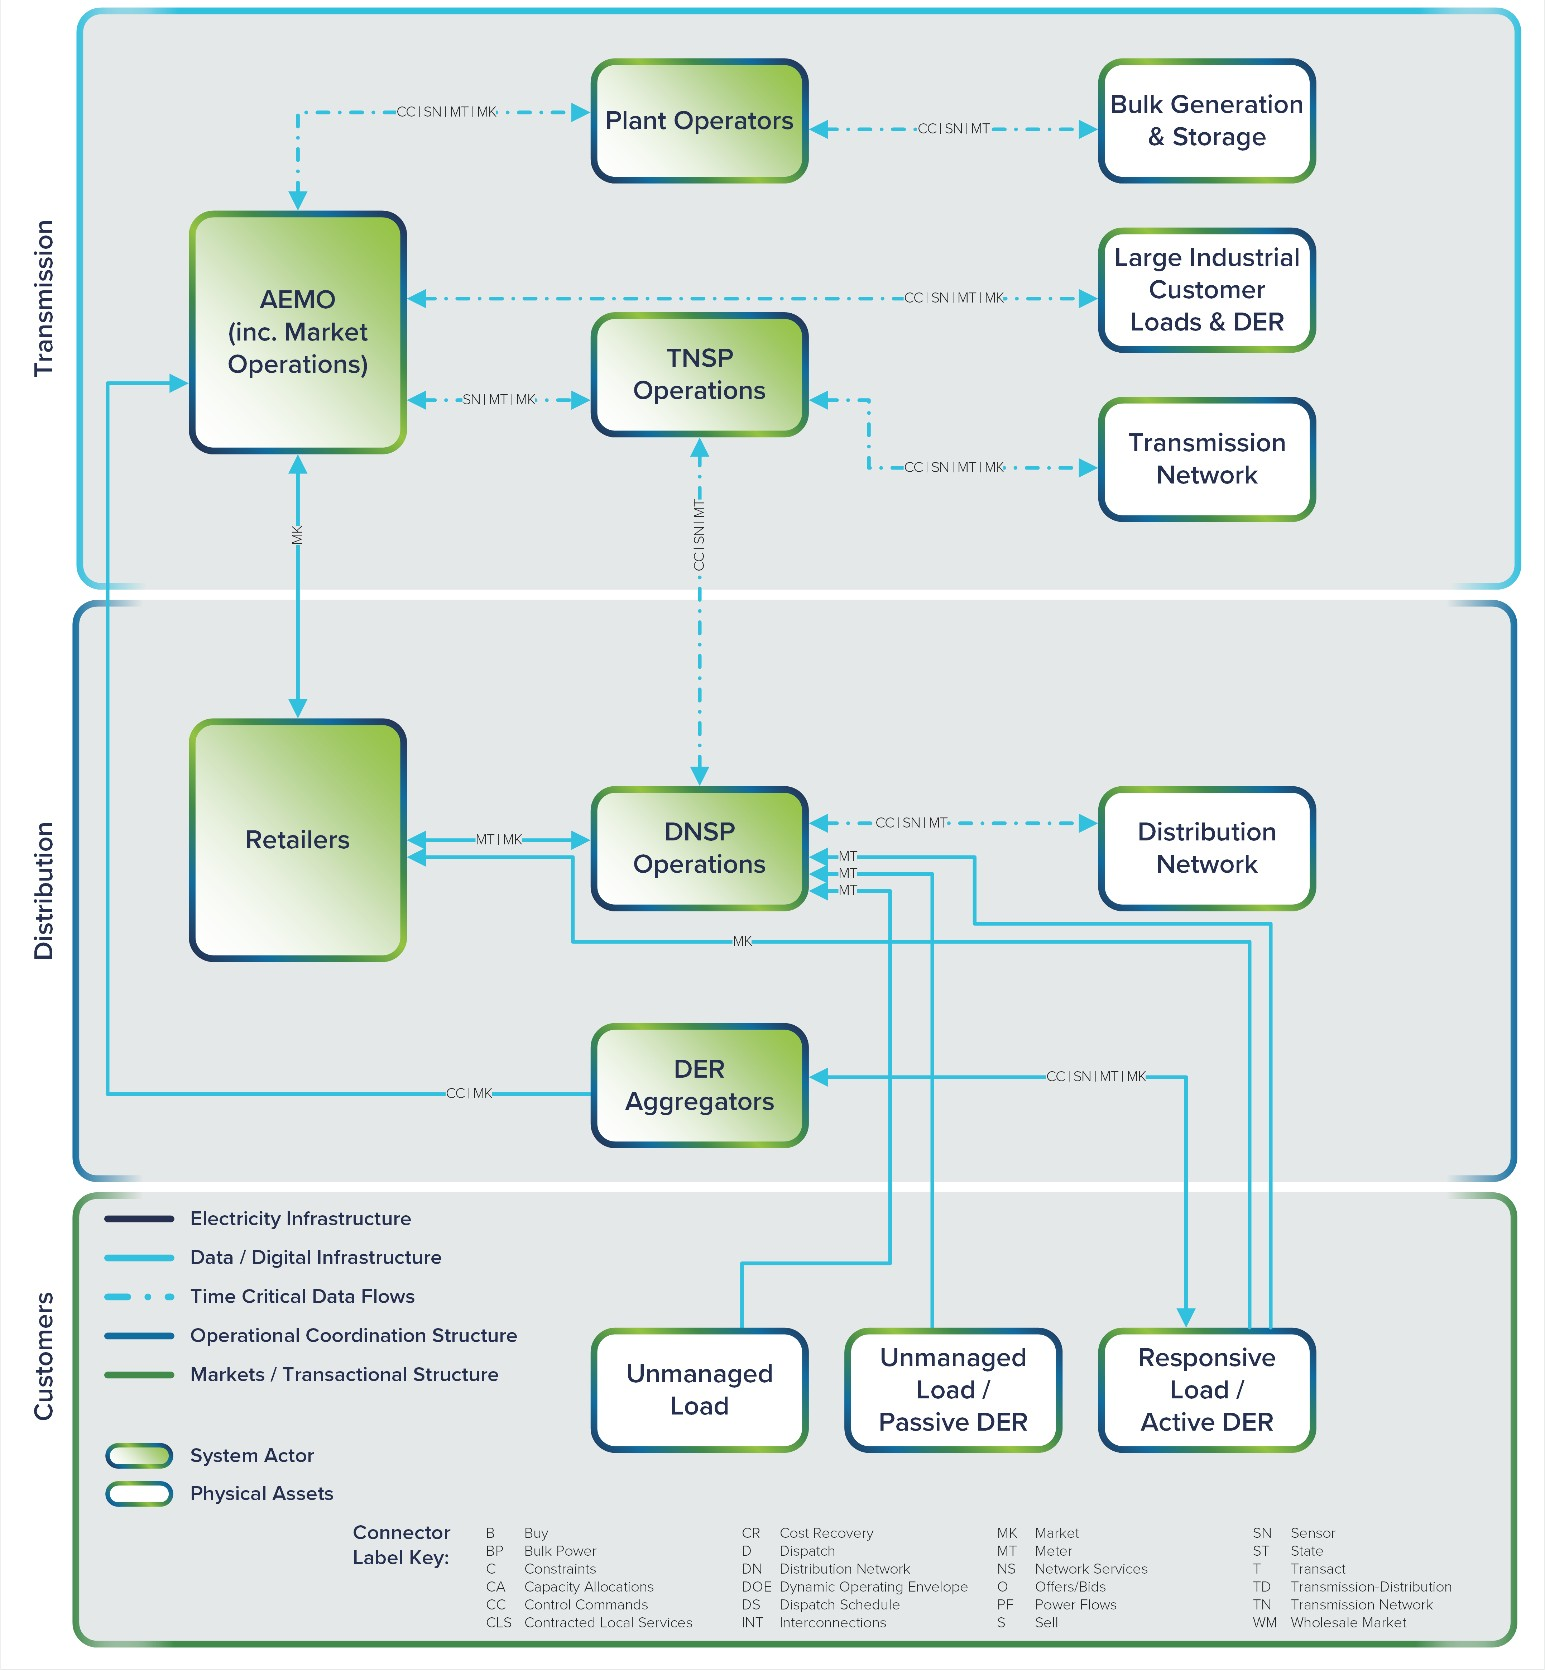 Transmission
CC | SN | MT | MK
Plant Operators
CC | SN | MT
Bulk Generation
& Storage
AEMO
(inc. Market
Operations)
CC | SN | MT | MK
Large Industrial
Customer
Loads & DER
SN | MT | MK
TNSP
Operations
CC | SN | MT | MK
Transmission
Network
MK
CC | SN | MT
Distribution
Retailers
MT | MK
DNSP
Operations
CC | SN | MT
Distribution
Network
MT
MT
MT
MK
DER
Aggregators
CC | SN | MT | MK
CC | MK
Customers
Electricity Infrastructure
Data / Digital Infrastructure
Time Critical Data Flows
Operational Coordination Structure
Markets / Transactional Structure
System Actor
Physical Assets
Unmanaged
Load
Unmanaged
Load /
Passive DER
Responsive
Load /
Active DER
Connector
Label Key:
B Buy
BP Bulk Power
C Constraints
CA Capacity Allocations
CC Control Commands
CLS Contracted Local Services
CR Cost Recovery
D Dispatch
DN Distribution Network
DOE Dynamic Operating Envelope
DS Dispatch Schedule
INT Interconnections
MK Market
MT Meter
NS Network Services
O Offers/Bids
PF Power Flows
S Sell
SN Sensor
ST State
T Transact
TD Transmission-Distribution
TN Transmission Network
WM Wholesale Market